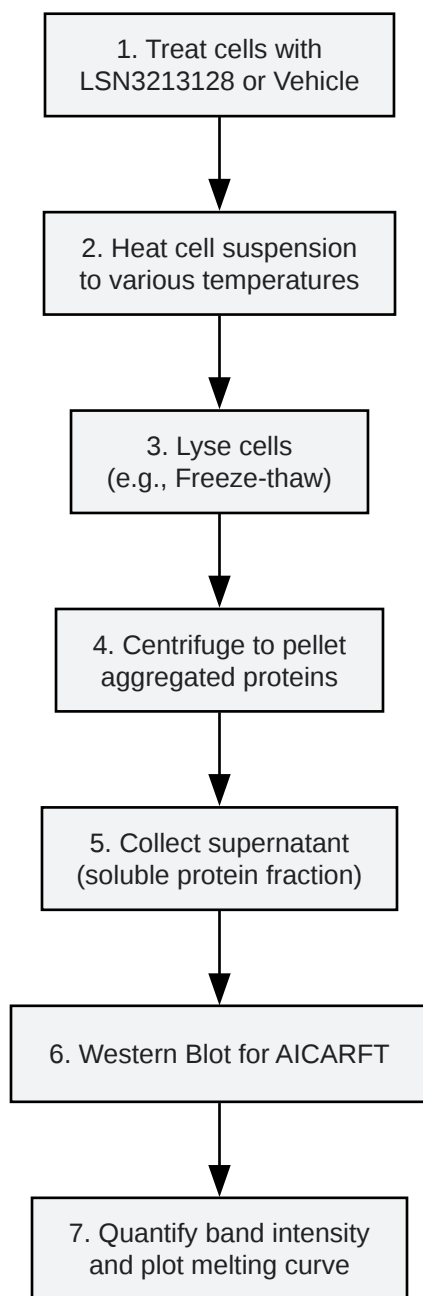 1. Treat cells with
LSN3213128 or Vehicle
2. Heat cell suspension
to various temperatures
3. Lyse cells
(e.g., Freeze-thaw)
4. Centrifuge to pellet
aggregated proteins
5. Collect supernatant
(soluble protein fraction)
6. Western Blot for AICARFT
7. Quantify band intensity
and plot melting curve